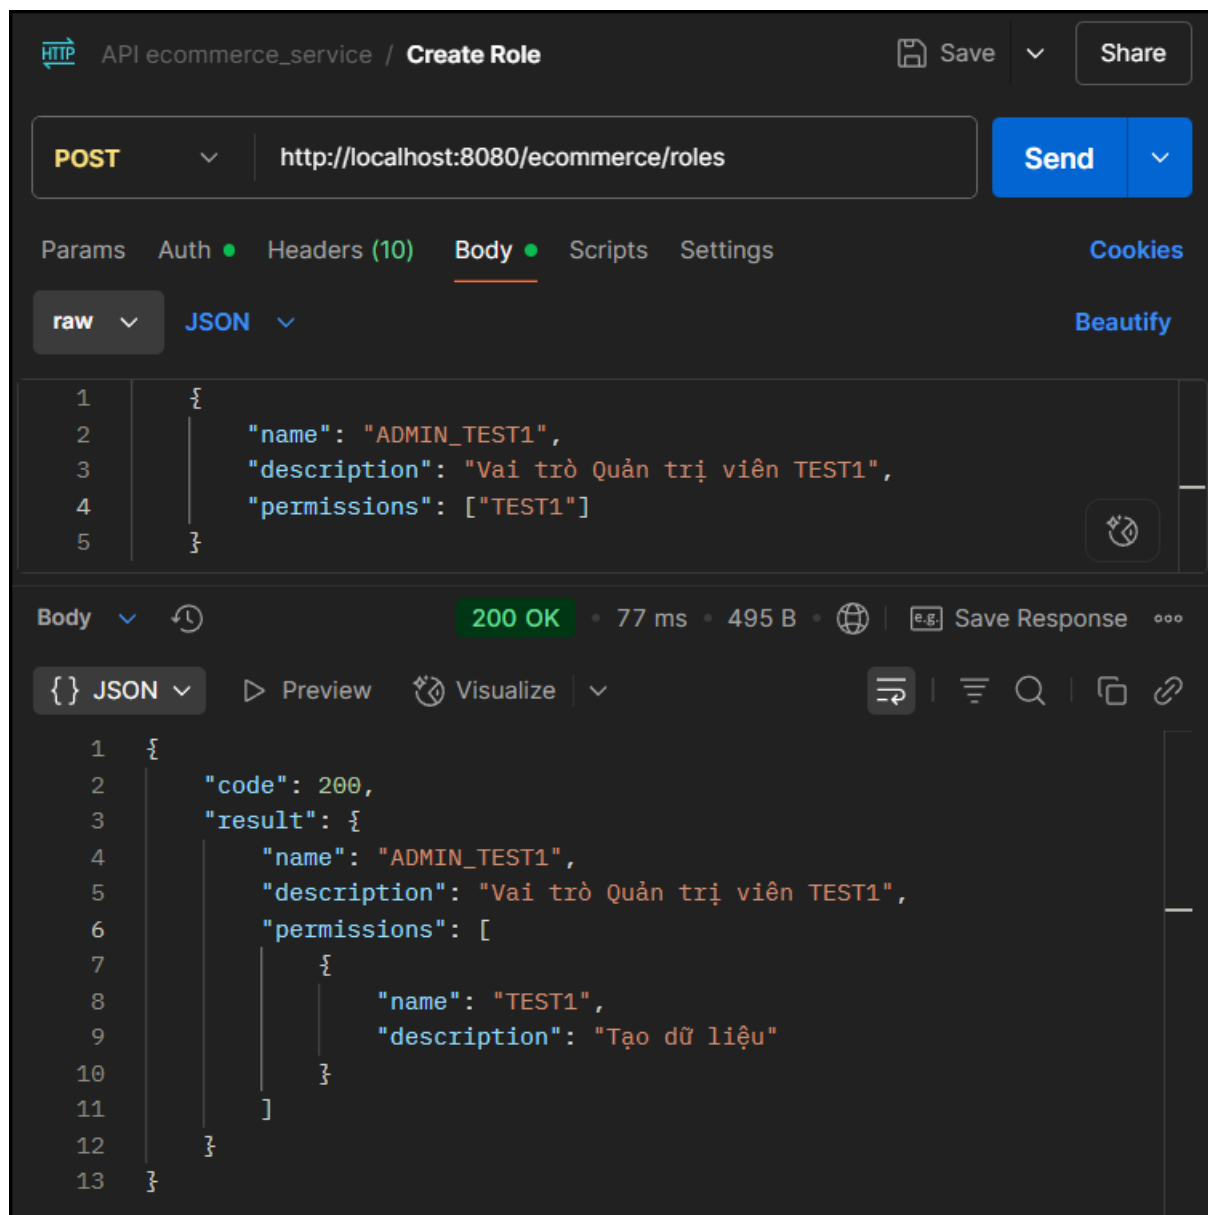 HTTP API ecommerce_service / Create Role Save Share
POST http://localhost:8080/ecommerce/roles Send
Params Auth Headers (10) Body Scripts Settings Cookies
raw JSON Beautify
1 {
2 "name": "ADMIN_TEST1",
3 "description": "Vai trò Quản trị viên TEST1",
4 "permissions": ["TEST1"]
5 }
Body 200 OK • 77 ms • 495 B • e.g. Save Response
{} JSON Preview Visualize
1 {
2 "code": 200,
3 "result": {
4 "name": "ADMIN_TEST1",
5 "description": "Vai trò Quản trị viên TEST1",
6 "permissions": [
7 {
8 "name": "TEST1",
9 "description": "Tạo dữ liệu"
10 }
11 ]
12 }
13 }